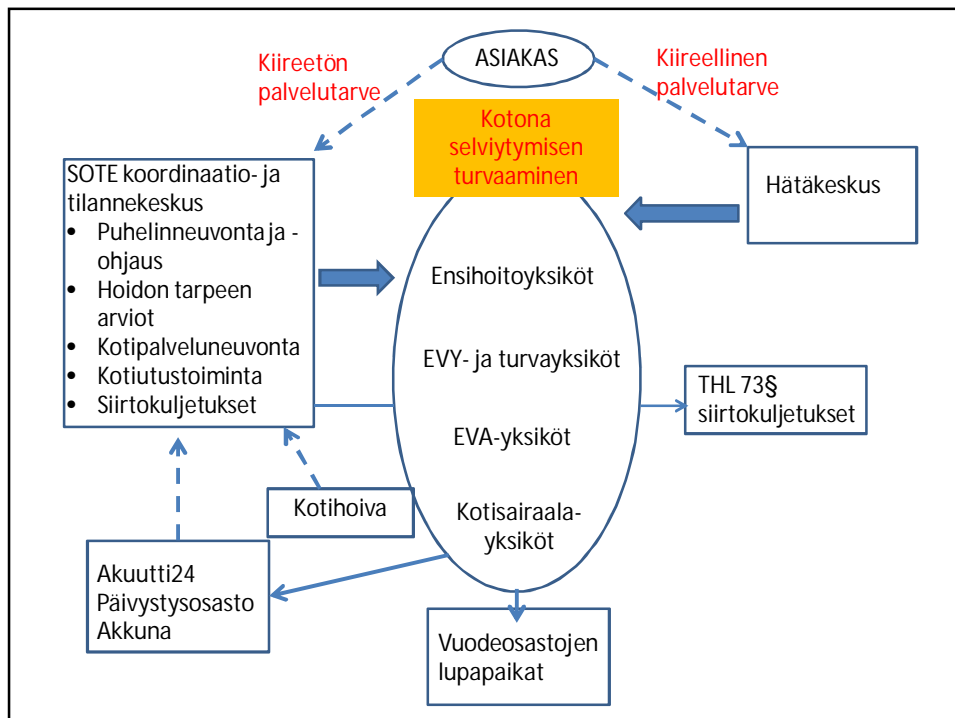 ASIAKAS
Kiireetön
palvelutarve
Kiireellinen
palvelutarve
Kotona
selviytymisen
turvaaminen
SOTE koordinaatio- ja
tilannekeskus
• Puhelinneuvonta ja -
ohjaus
• Hoidon tarpeen
arviot
• Kotipalveluneuvonta
• Kotiutustoiminta
• Siirtokuljetukset
Hätäkeskus
Ensihoitoyksiköt
EVY- ja turvayksiköt
EVA-yksiköt
Kotisairaala-
yksiköt
THL 73§
siirtokuljetukset
Kotihoiva
Akuutti24
Päivystysosasto
Akkuna
Vuodeosastojen
lupapaikat